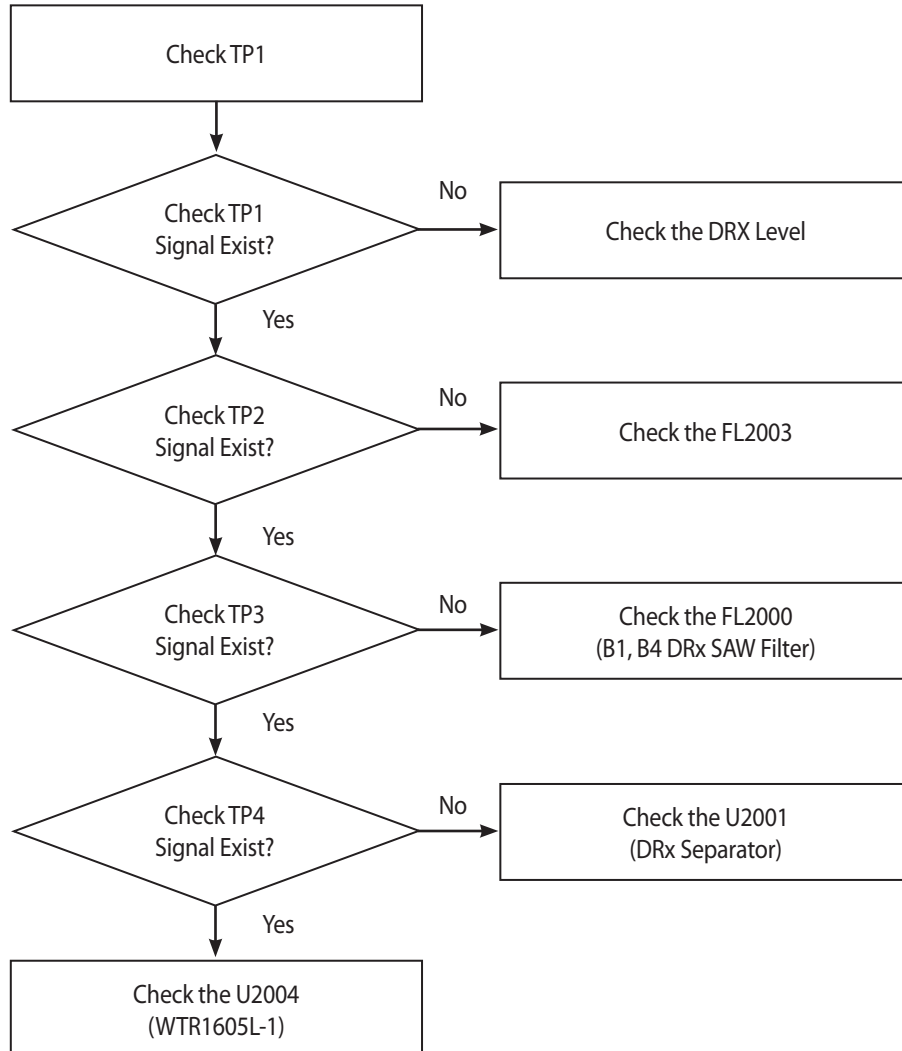 Check TP1
Check TP1
Signal Exist?
No
Check the DRX Level
Yes
Check TP2
Signal Exist?
No
Check the FL2003
Yes
Check TP3
Signal Exist?
No
Check the FL2000
(B1, B4 DRx SAW Filter)
Yes
Check TP4
Signal Exist?
No
Check the U2001
(DRx Separator)
Yes
Check the U2004
(WTR1605L-1)